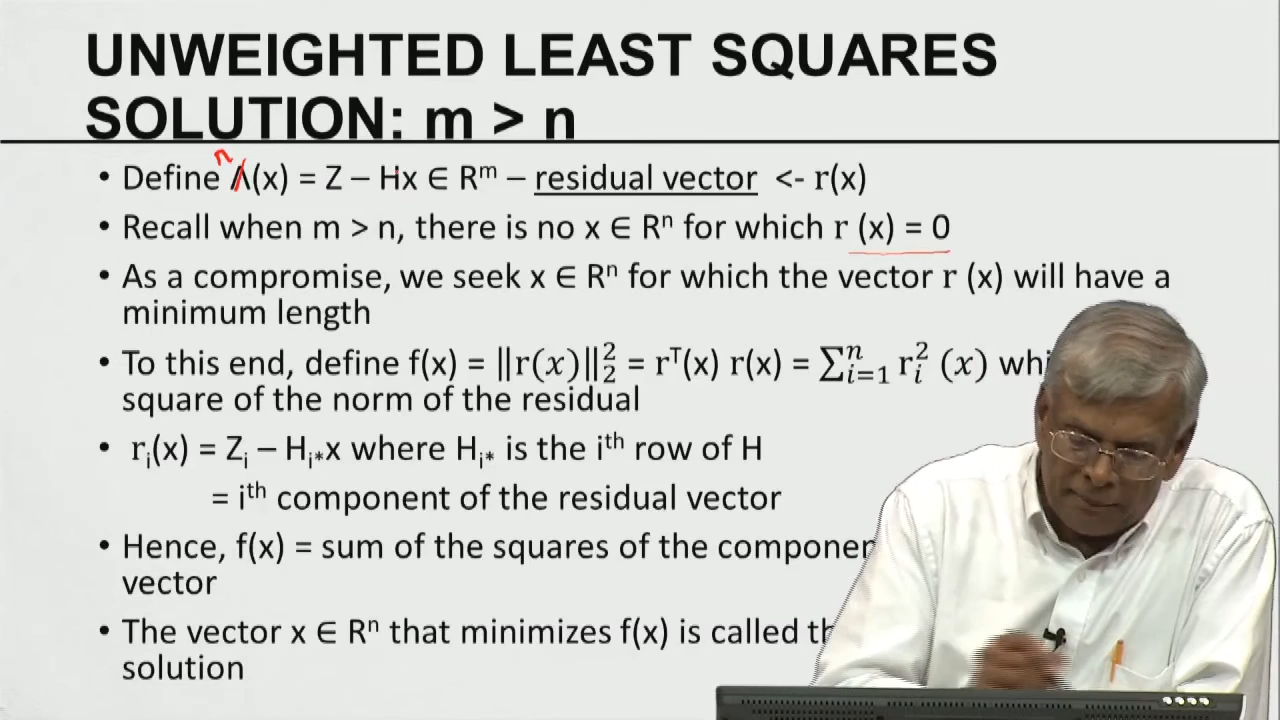 UNWEIGHTED LEAST SQUARES
SOLUTION: m > n
r
• Define Λ(x) = Z – Hx ∈ Rᵐ – residual vector <- r(x)
• Recall when m > n, there is no x ∈ Rⁿ for which r (x) = 0
• As a compromise, we seek x ∈ Rⁿ for which the vector r (x) will have a
minimum length
• To this end, define f(x) = ‖r(x)‖₂² = rᵀ(x) r(x) = ∑ⁿᵢ₌₁ rᵢ² (x)
square of the norm of the residual
• rᵢ(x) = Zᵢ – Hᵢ*x where Hᵢ* is the iᵗʰ row of H
= iᵗʰ component of the residual vector
• Hence, f(x) = sum of the squares of the
vector
• The vector x ∈ Rⁿ that minimizes f(x) is called
solution